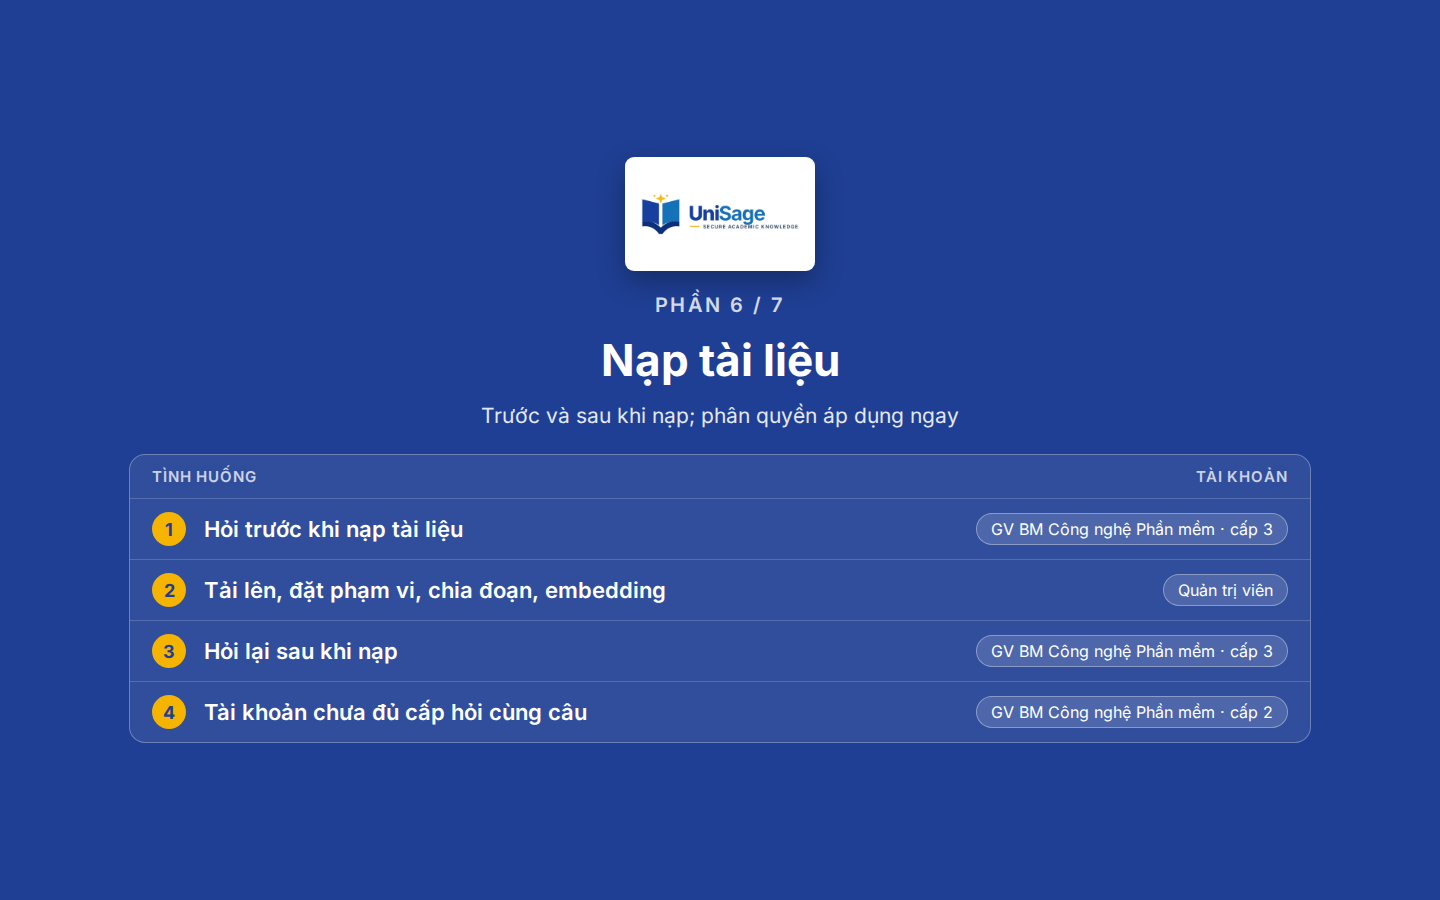 UniSage
SECURE ACADEMIC KNOWLEDGE
PHẦN 6 / 7
Nạp tài liệu
Trước và sau khi nạp; phân quyền áp dụng ngay
TÌNH HUỐNG TÀI KHOẢN
1 Hỏi trước khi nạp tài liệu GV BM Công nghệ Phần mềm · cấp 3
2 Tải lên, đặt phạm vi, chia đoạn, embedding Quản trị viên
3 Hỏi lại sau khi nạp GV BM Công nghệ Phần mềm · cấp 3
4 Tài khoản chưa đủ cấp hỏi cùng câu GV BM Công nghệ Phần mềm · cấp 2